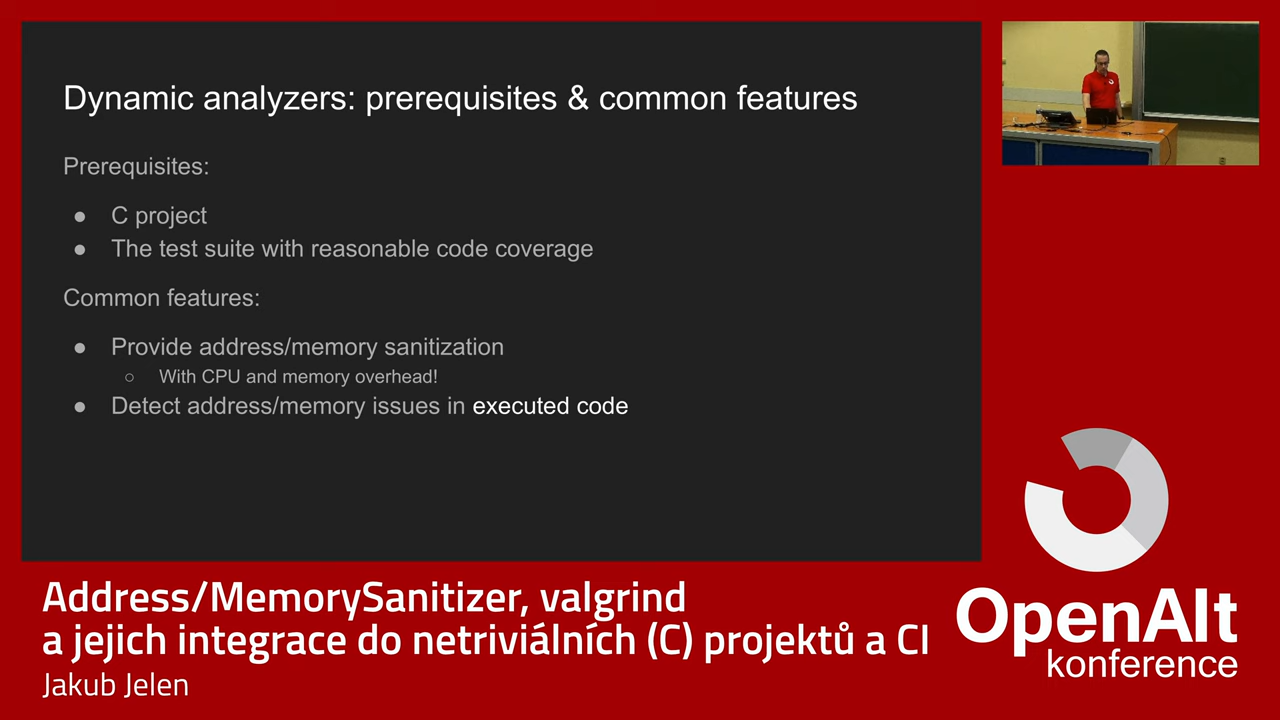 Dynamic analyzers: prerequisites & common features
Prerequisites:
● C project
● The test suite with reasonable code coverage
Common features:
● Provide address/memory sanitization
○ With CPU and memory overhead!
● Detect address/memory issues in executed code
Address/MemorySanitizer, valgrind
a jejich integrace do netriviálních (C) projektů a CI
Jakub Jelen
OpenAlt
konference